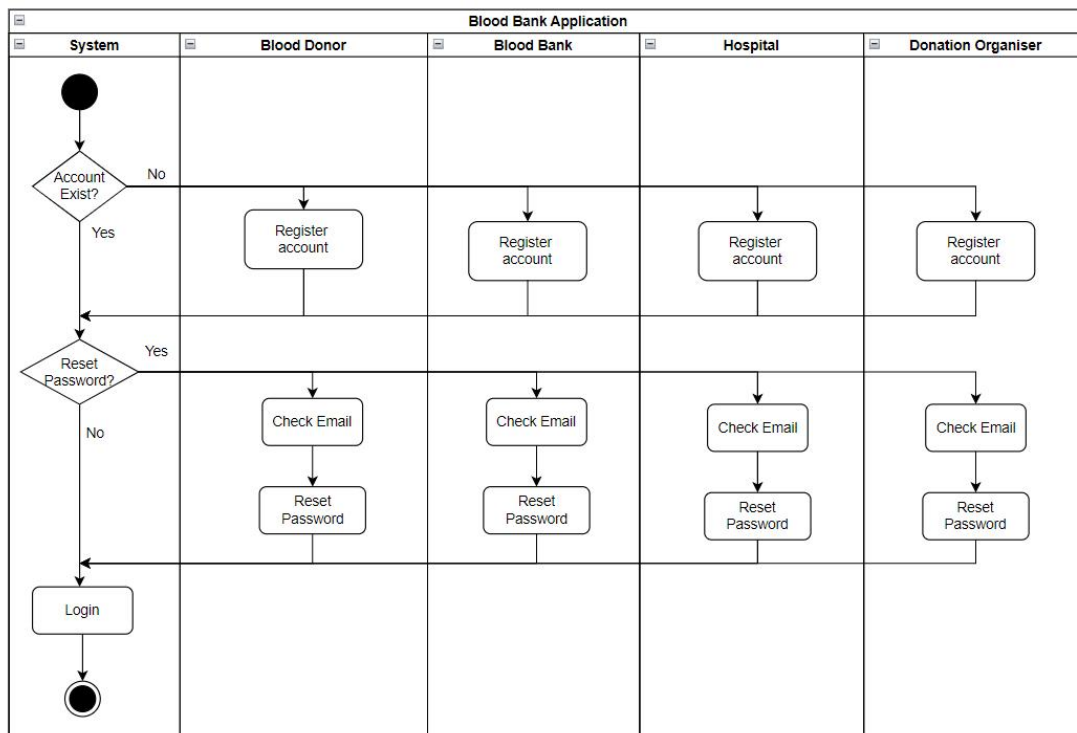 Blood Bank Application
System
Blood Donor
Blood Bank
Hospital
Donation Organiser
Account
Exist?
No
Yes
Register
account
Register
account
Register
account
Register
account
Reset
Password?
Yes
No
Check Email
Check Email
Check Email
Check Email
Reset
Password
Reset
Password
Reset
Password
Reset
Password
Login